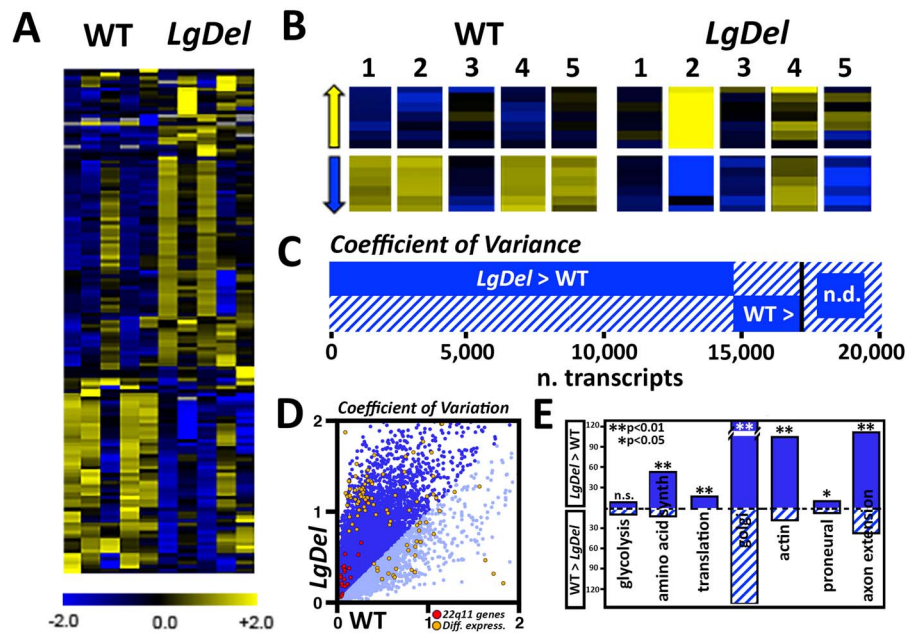 A
WT LgDel
-2.0 0.0 +2.0
B
WT LgDel
1 2 3 4 5 1 2 3 4 5
C
Coefficient of Variance
LgDel > WT
WT >
n.d.
0 5,000 10,000 15,000 20,000
n. transcripts
D
Coefficient of Variation
2
1
0
LgDel
WT 1 2
22q11 genes
Diff. express.
E
LgDel > WT
WT > LgDel
120
90
60
30
30
60
90
120
**p<0.01
*p<0.05
n.s. ** ** ** ** * **
glycolysis
amino acid synth
translation
golgi
actin
proneural
axon extension